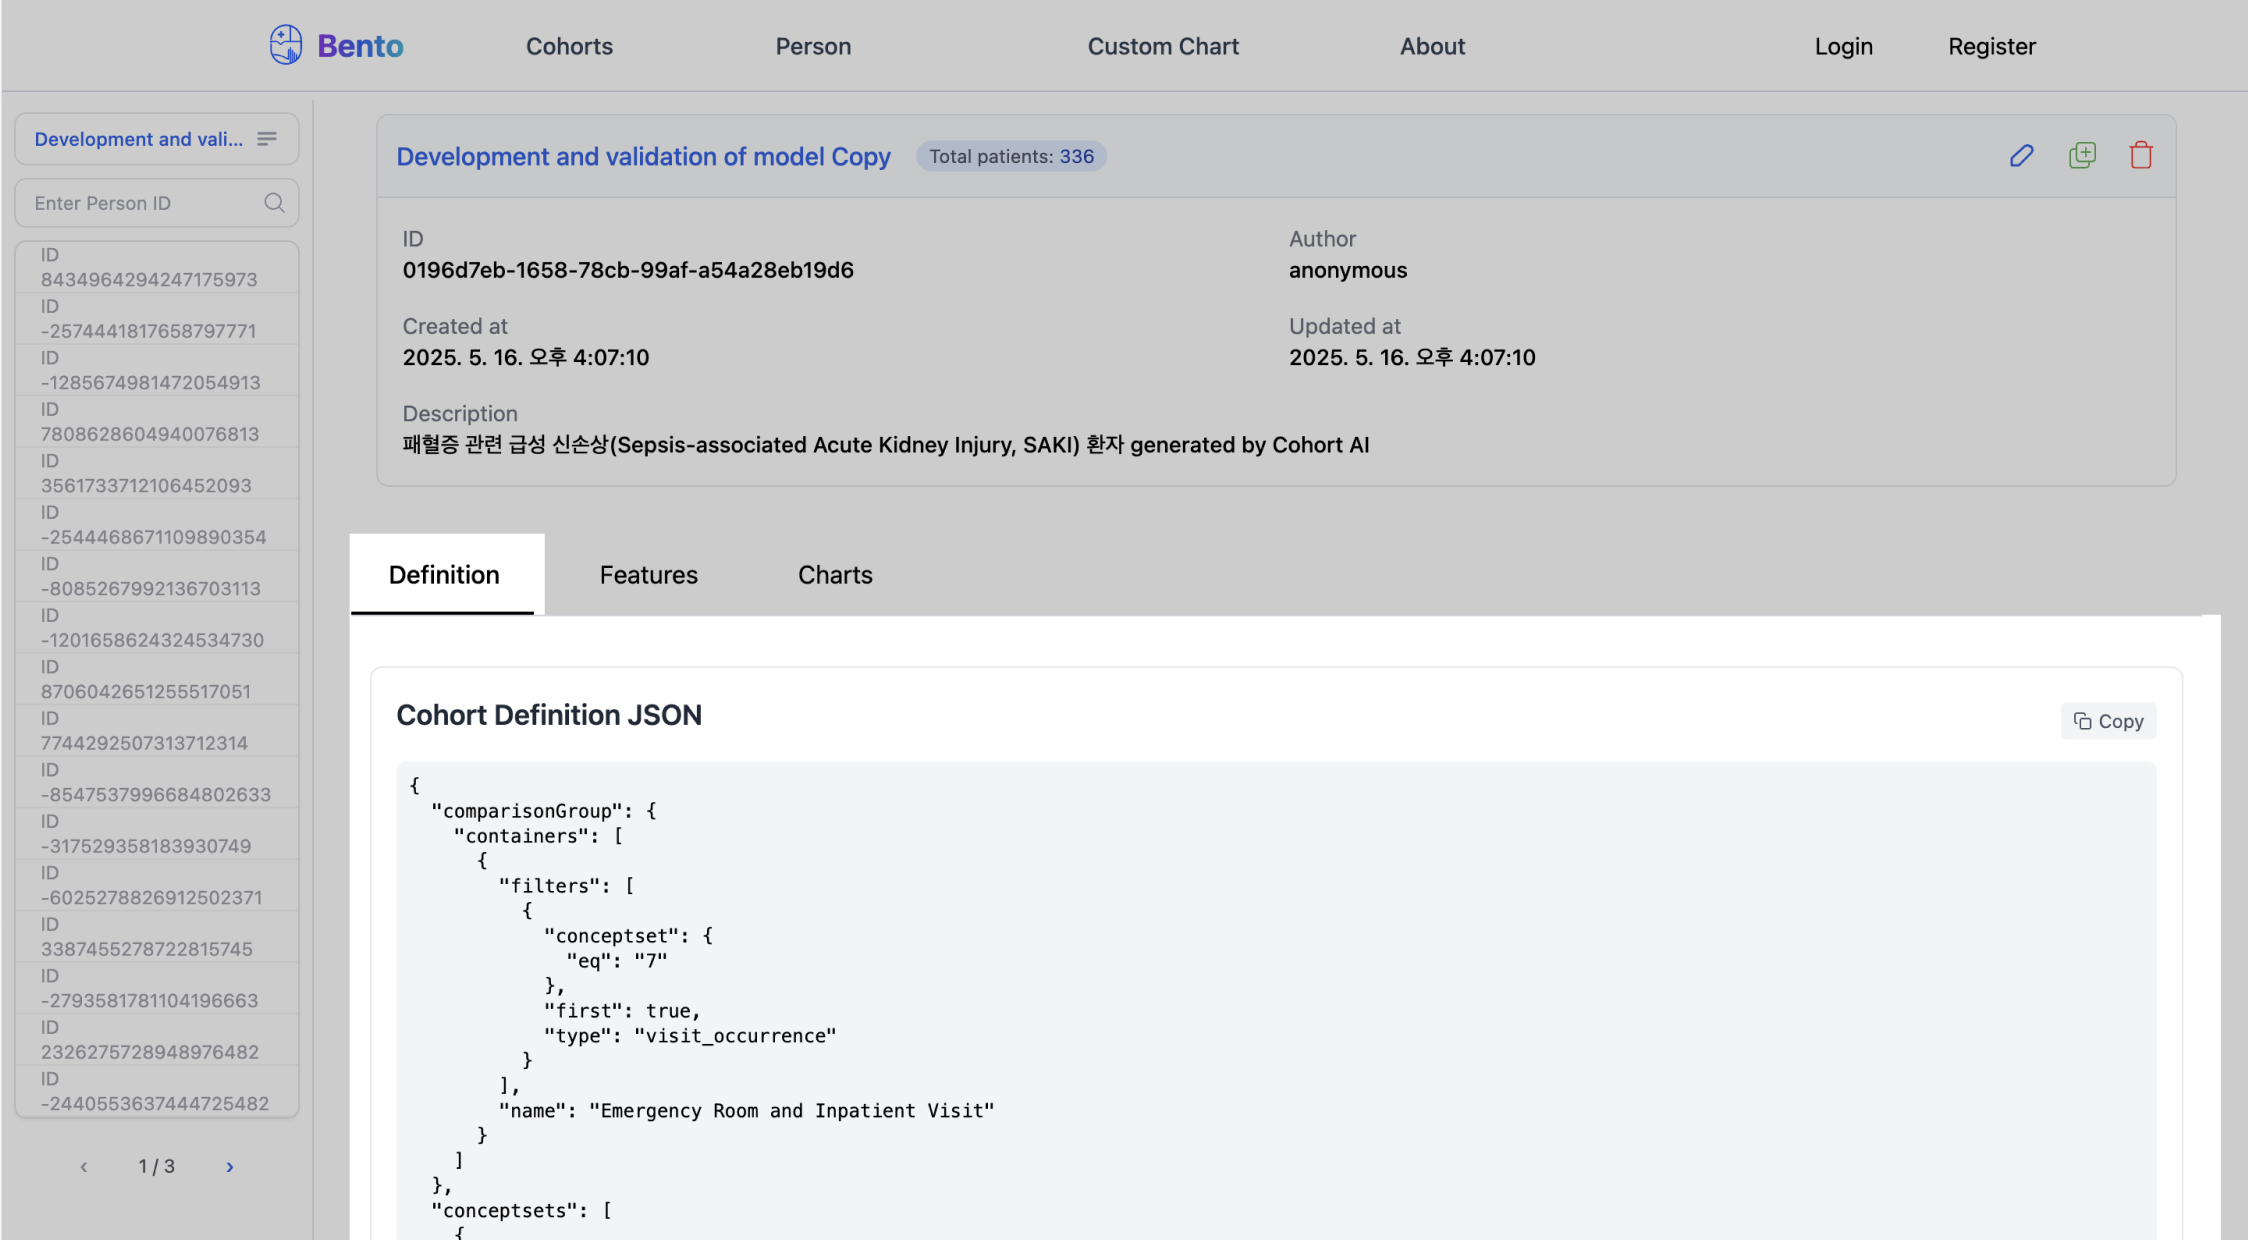 Bento
Cohorts
Person
Custom Chart
About
Login
Register
Development and vali...
Enter Person ID
ID
8434964294247175973
ID
-2574441817658797771
ID
-1285674981472054913
ID
7808628604940076813
ID
3561733712106452093
ID
-2544468671109890354
ID
-8085267992136703113
ID
-1201658624324534730
ID
8706042651255517051
ID
7744292507313712314
ID
-8547537996684802633
ID
-317529358183930749
ID
-6025278826912502371
ID
3387455278722815745
ID
-2793581781104196663
ID
2326275728948976482
ID
-2440553637444725482
1 / 3
Development and validation of model Copy
Total patients: 336
ID
0196d7eb-1658-78cb-99af-a54a28eb19d6
Author
anonymous
Created at
2025. 5. 16. 오후 4:07:10
Updated at
2025. 5. 16. 오후 4:07:10
Description
패혈증 관련 급성 신손상(Sepsis-associated Acute Kidney Injury, SAKI) 환자 generated by Cohort AI
Definition
Features
Charts
Cohort Definition JSON
Copy
{
"comparisonGroup": {
"containers": [
{
"filters": [
{
"conceptset": {
"eq": "7"
},
"first": true,
"type": "visit_occurrence"
}
],
"name": "Emergency Room and Inpatient Visit"
}
]
},
"conceptsets": [
{